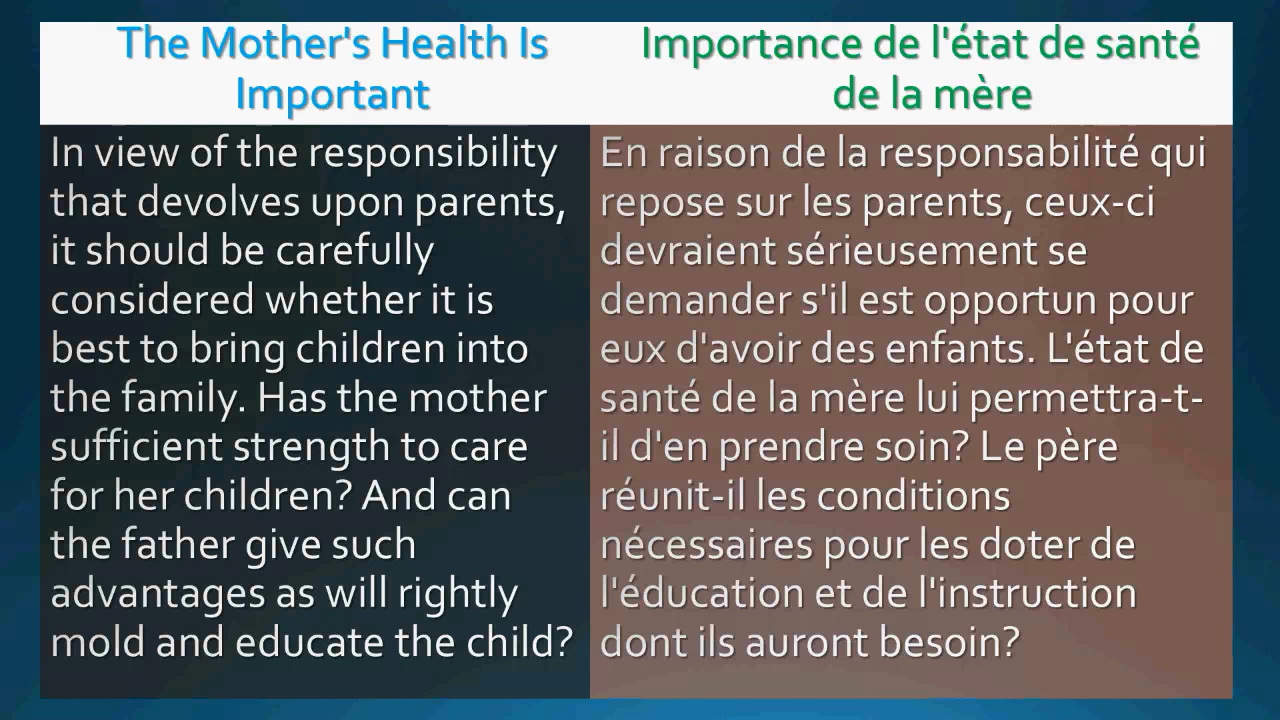 The Mother's Health Is
Important
In view of the responsibility
that devolves upon parents,
it should be carefully
considered whether it is
best to bring children into
the family. Has the mother
sufficient strength to care
for her children? And can
the father give such
advantages as will rightly
mold and educate the child?
Importance de l'état de santé
de la mère
En raison de la responsabilité qui
repose sur les parents, ceux-ci
devraient sérieusement se
demander s'il est opportun pour
eux d'avoir des enfants. L'état de
santé de la mère lui permettra-t-
il d'en prendre soin? Le père
réunit-il les conditions
nécessaires pour les doter de
l'éducation et de l'instruction
dont ils auront besoin?